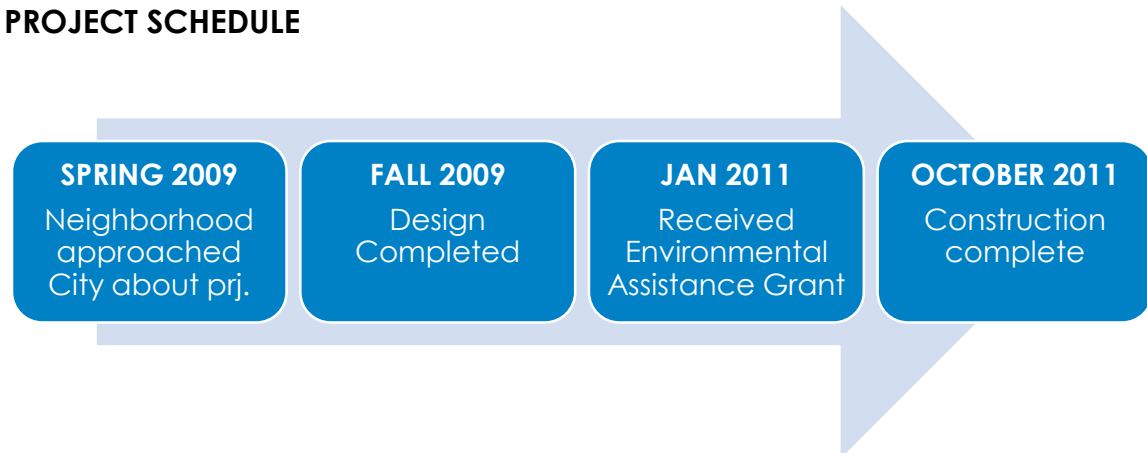 PROJECT SCHEDULE
SPRING 2009
Neighborhood
approached
City about prj.
FALL 2009
Design
Completed
JAN 2011
Received
Environmental
Assistance Grant
OCTOBER 2011
Construction
complete